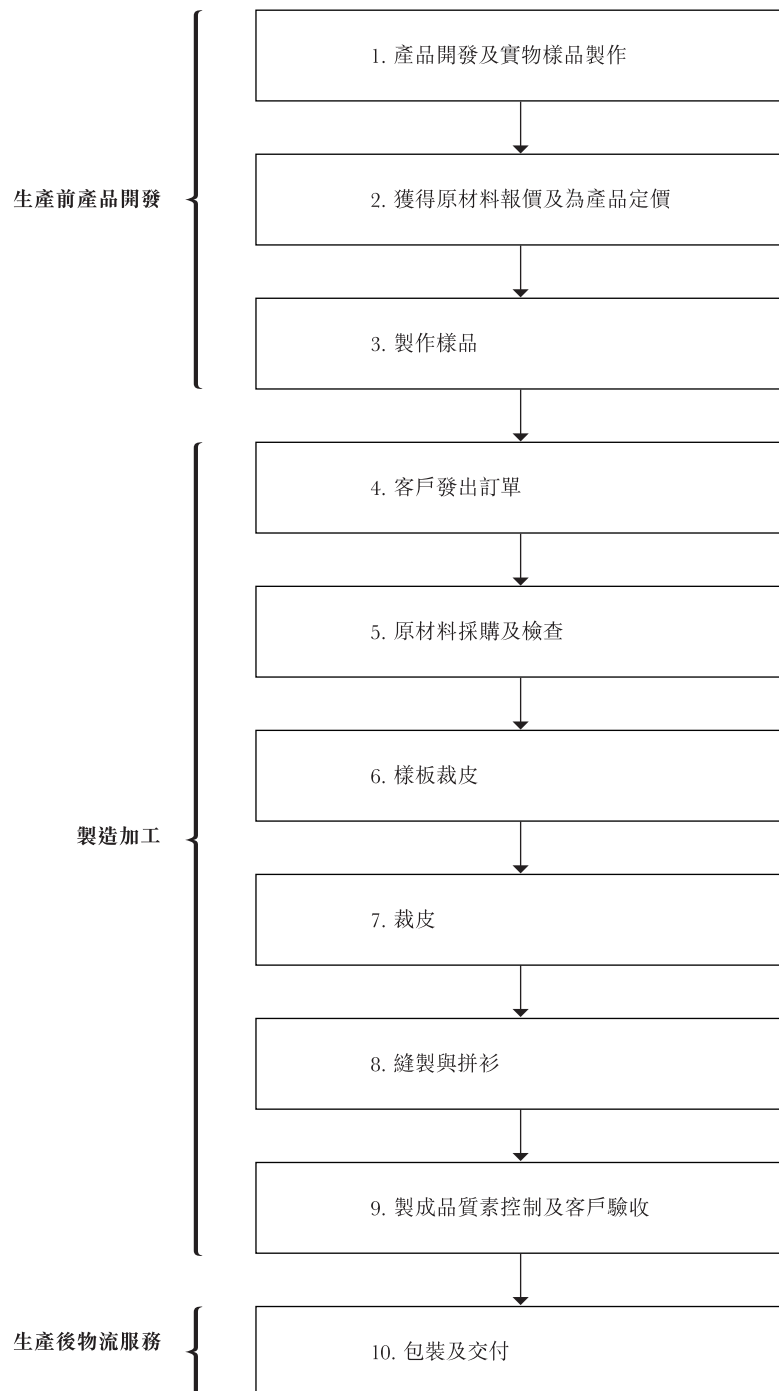 1. 產品開發及實物樣品製作
生產前產品開發
2. 獲得原材料報價及為產品定價
3. 製作樣品
4. 客戶發出訂單
5. 原材料採購及檢查
6. 樣板裁皮
製造加工
7. 裁皮
8. 縫製與拼衫
9. 製成品質素控制及客戶驗收
生產後物流服務
10. 包裝及交付